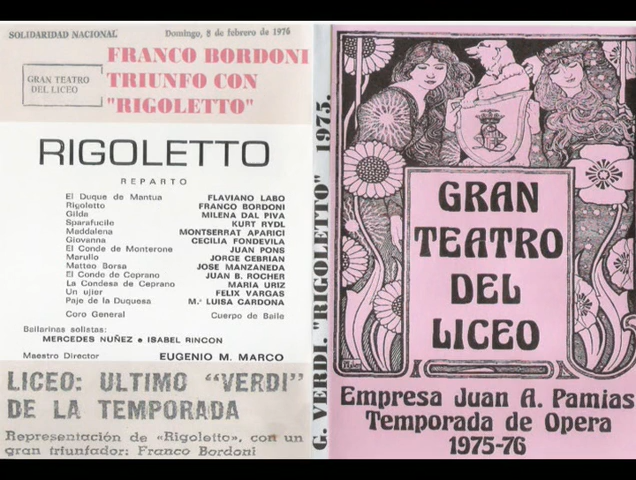 SOLIDARIDAD NACIONAL
Domingo, 8 de febrero de 1976
GRAN TEATRO
DEL LICEO
FRANCO BORDONI
TRIUNFO CON
"RIGOLETTO"
RIGOLETTO
REPARTO
El Duque de Mantua FLAVIANO LABO
Rigoletto FRANCO BORDONI
Gilda MILENA DAL PIVA
Sparafucile KURT RYDL
Maddalena MONTSERRAT APARICI
Giovanna CECILIA FONDEVILA
El Conde de Monterone JUAN PONS
Marullo JORGE CEBRIAN
Matteo Borsa JOSE MANZANEDA
El Conde de Ceprano JUAN B. ROCHER
La Condesa de Ceprano MARIA URIZ
Un ujier FELIX VARGAS
Paje de la Duquesa M.ª LUISA CARDONA
Coro General Cuerpo de Baile
Bailarinas solistas:
MERCEDES NUÑEZ • ISABEL RINCON
Maestro Director EUGENIO M. MARCO
LICEO: ULTIMO "VERDI"
DE LA TEMPORADA
Representación de «Rigoletto», con un
gran triunfador: Franco Bordoni
G. VERDI. "RIGOLETTO" 1975.
GRAN
TEATRO
DEL
LICEO
Empresa Juan A. Pamias
Temporada de Opera
1975-76